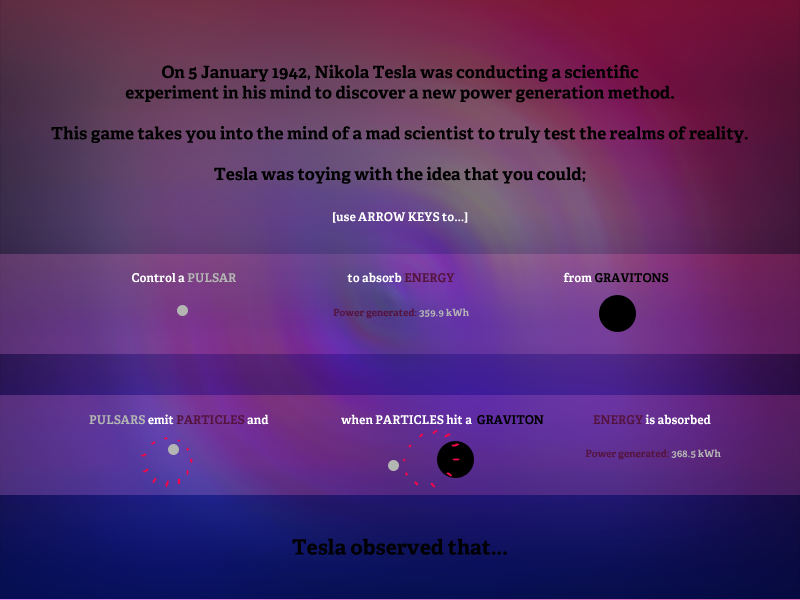 On 5 January 1942, Nikola Tesla was conducting a scientific
experiment in his mind to discover a new power generation method.
This game takes you into the mind of a mad scientist to truly test the realms of reality.
Tesla was toying with the idea that you could;
[use ARROW KEYS to...]
Control a PULSAR
to absorb ENERGY
from GRAVITONS
Power generated: 359.9 kWh
PULSARS emit PARTICLES and
when PARTICLES hit a GRAVITON
ENERGY is absorbed
Power generated: 368.5 kWh
Tesla observed that...